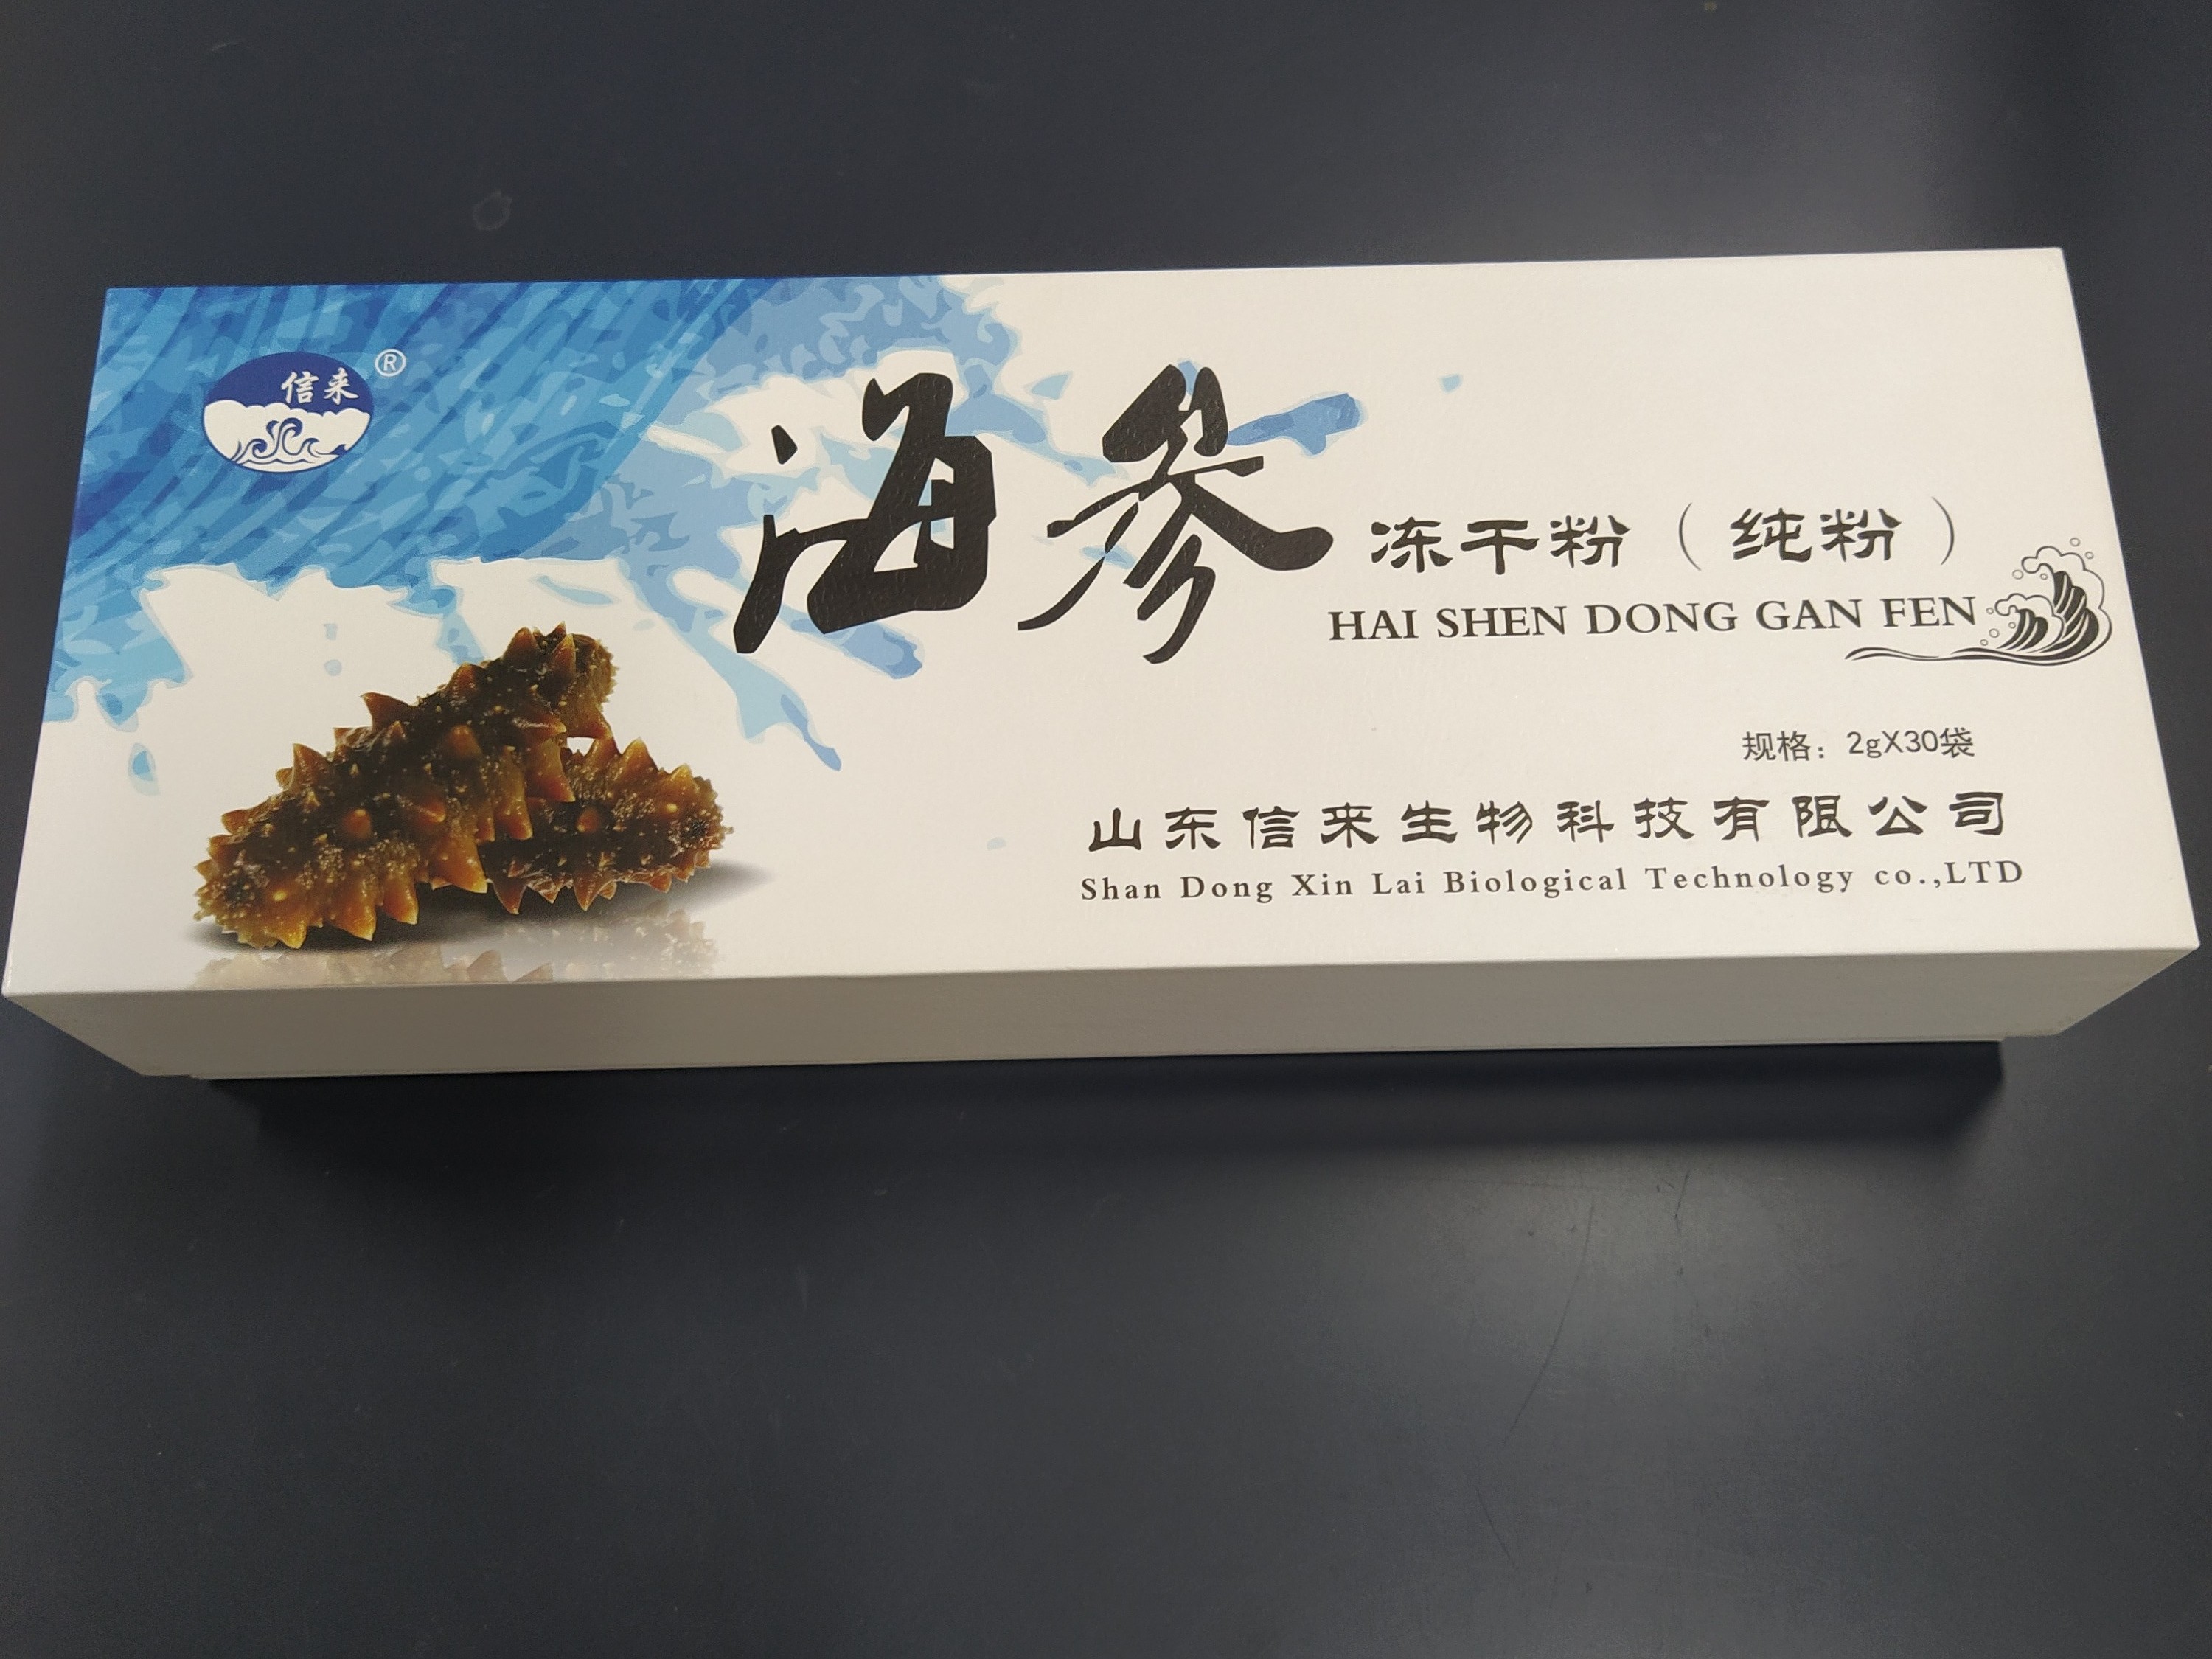 信来®
海参 冻干粉（纯粉）
HAI SHEN DONG GAN FEN
规格：2gX30袋
山东信来生物科技有限公司
Shan Dong Xin Lai Biological Technology co.,LTD